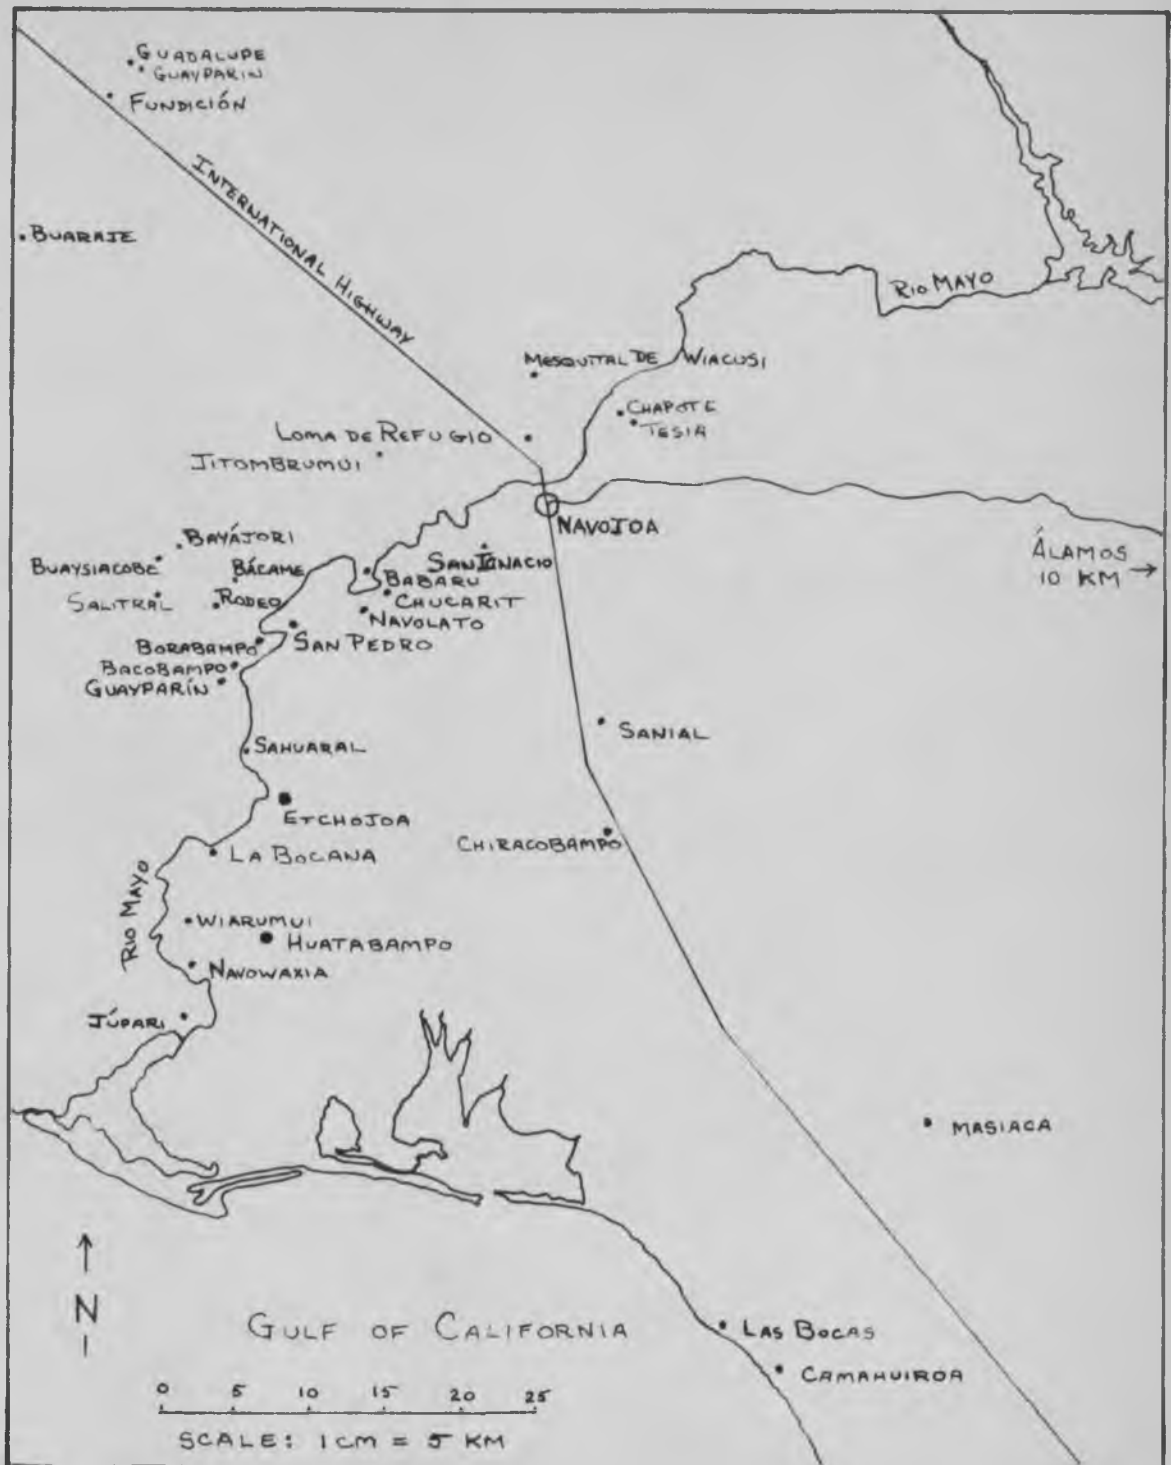 GUADALUPE
GUAYPARIN
FUNDICIÓN
INTERNATIONAL HIGHWAY
BUARAJE
RIO MAYO
MESQUITAL DE WIACUSI
CHAPOTE
TESIA
LOMA DE REFUGIO
JITOMBRUMUI
NAVOJOA
ÁLAMOS
10 KM →
BAYÁJORI
BUAYSIACOBE
BÁCAME
SAN IGNACIO
BABARU
SALITRAL
RODEO
CHUCARIT
NAVOLATO
BORABAMPO
SAN PEDRO
BACOBAMPO
GUAYPARÍN
SANIAL
SAHUARAL
ETCHOJOA
CHIRACOBAMPO
LA BOCANA
RIO MAYO
WIARUMUI
HUATABAMPO
NAVOWAXIA
JÚPARI
MASIACA
N
GULF OF CALIFORNIA
LAS BOCAS
CAMAHUIROA
0 5 10 15 20 25
SCALE: 1 CM = 5 KM